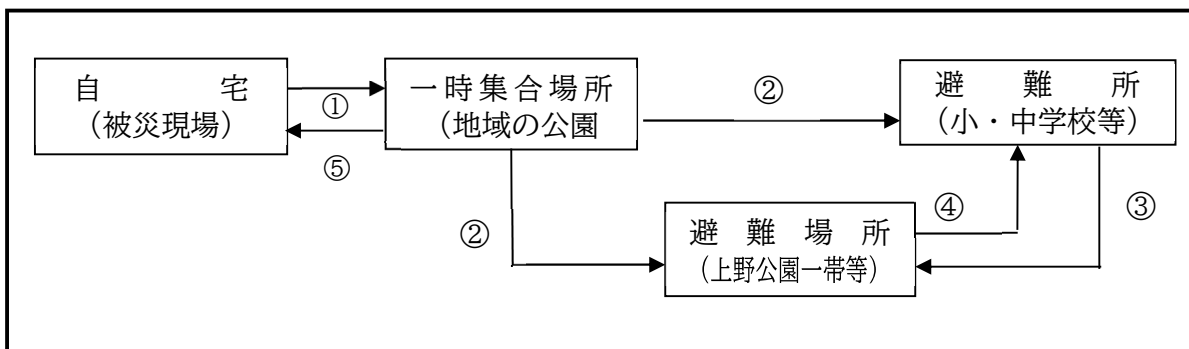 自宅
（被災現場）
①
⑤
一時集合場所
（地域の公園
②
避難所
（小・中学校等）
②
避難場所
（上野公園一帯等）
④
③